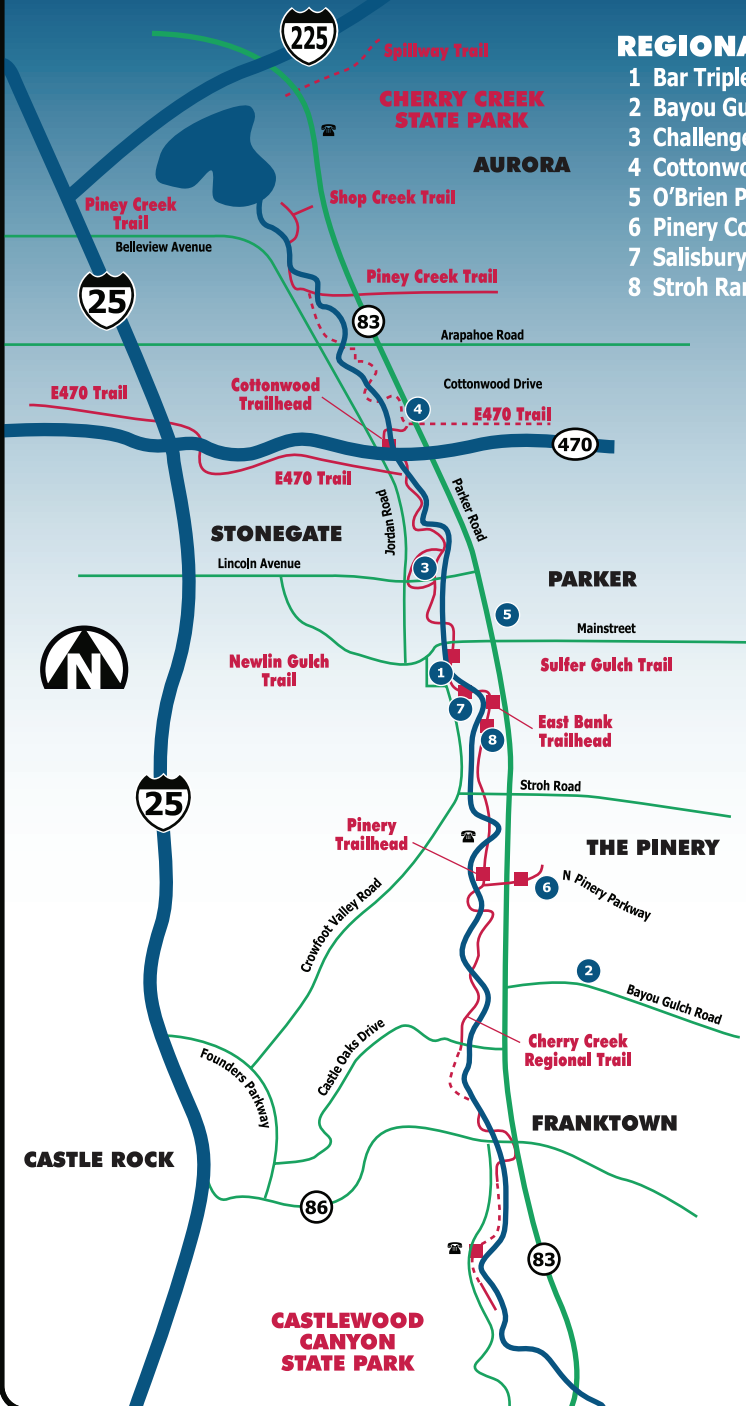 225
Spillway Trail
REGIONA
1 Bar Triple
2 Bayou Gu
3 Challenge
4 Cottonwo
5 O'Brien P
6 Pinery Co
7 Salisbury
8 Stroh Ran
CHERRY CREEK
STATE PARK
AURORA
Piney Creek
Trail
Shop Creek Trail
Belleview Avenue
Piney Creek Trail
25
83
Arapahoe Road
Cottonwood
Trailhead
Cottonwood Drive
E470 Trail
4
E470 Trail
470
E470 Trail
Jordan Road
Parker Road
STONEGATE
Lincoln Avenue
3
PARKER
5
Mainstreet
N
Newlin Gulch
Trail
1
Sulfer Gulch Trail
7
East Bank
Trailhead
8
25
Stroh Road
Pinery
Trailhead
THE PINERY
6
N Pinery Parkway
Crowfoot Valley Road
2
Bayou Gulch Road
Castle Oaks Drive
Founders Parkway
Cherry Creek
Regional Trail
FRANKTOWN
CASTLE ROCK
86
83
CASTLEWOOD
CANYON
STATE PARK